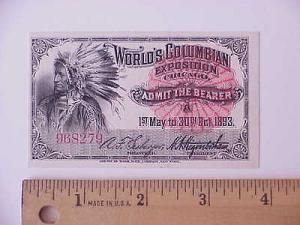 WORLD'S COLUMBIAN
EXPOSITION
CHICAGO
ADMIT THE BEARER
A
1ST MAY to 30TH Oct. 1893.
968279
PRESIDENT
1 2 3 4
MADE IN U.S.A.